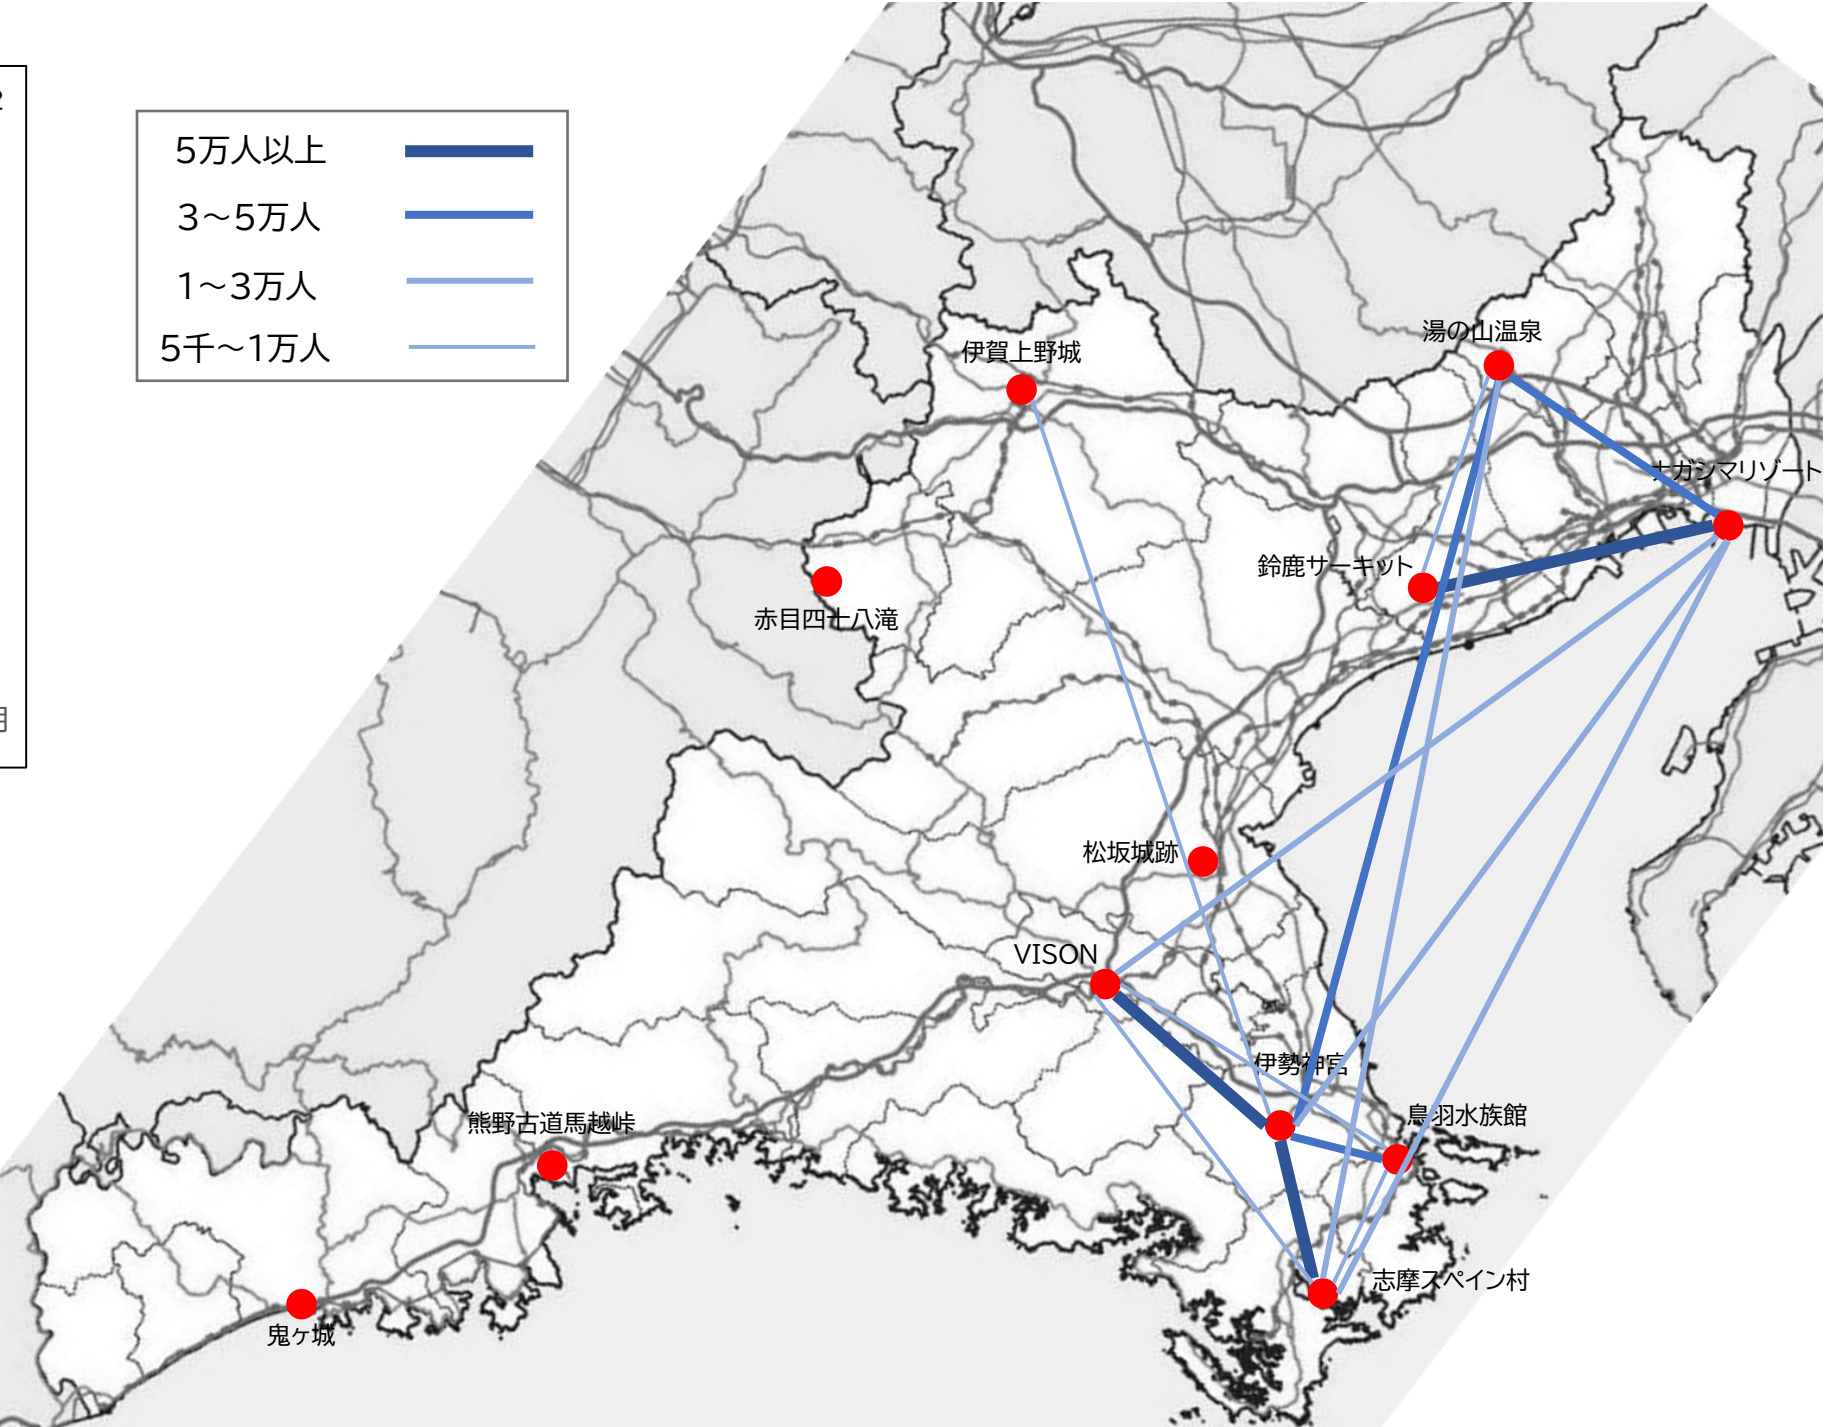 2
5万人以上
3～5万人
1～3万人
5千～1万人
湯の山温泉
伊賀上野城
ナガシマリゾート
鈴鹿サーキット
赤目四十八滝
松坂城跡
VISON
伊勢神宮
鳥羽水族館
熊野古道馬越峠
志摩スペイン村
鬼ヶ城